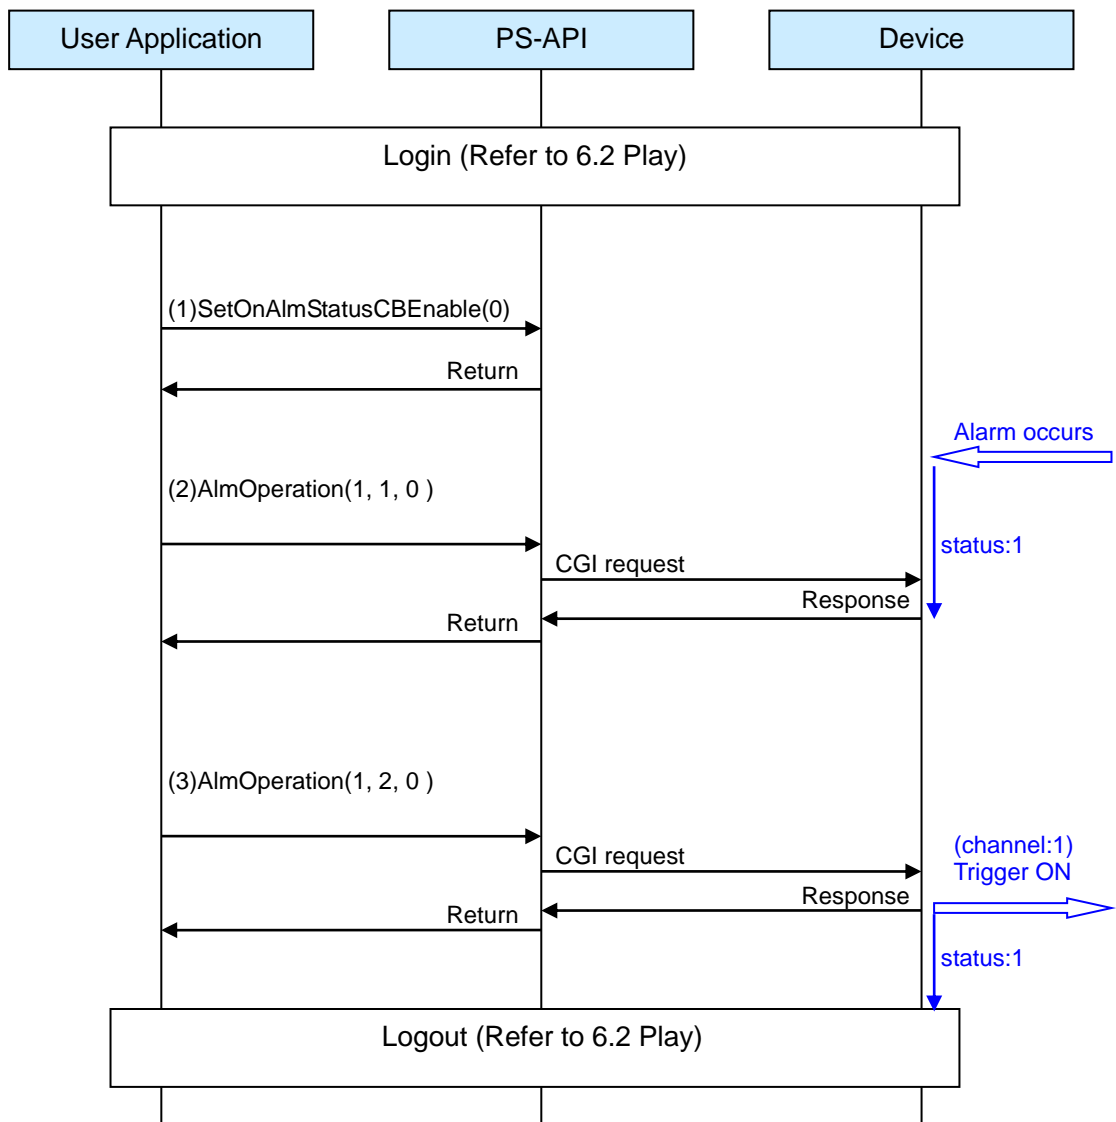 User Application
PS-API
Device
Login (Refer to 6.2 Play)
(1)SetOnAlmStatusCBEnable(0)
Return
Alarm occurs
(2)AlmOperation(1, 1, 0 )
status:1
CGI request
Response
Return
(3)AlmOperation(1, 2, 0 )
(channel:1)
Trigger ON
CGI request
Response
Return
status:1
Logout (Refer to 6.2 Play)